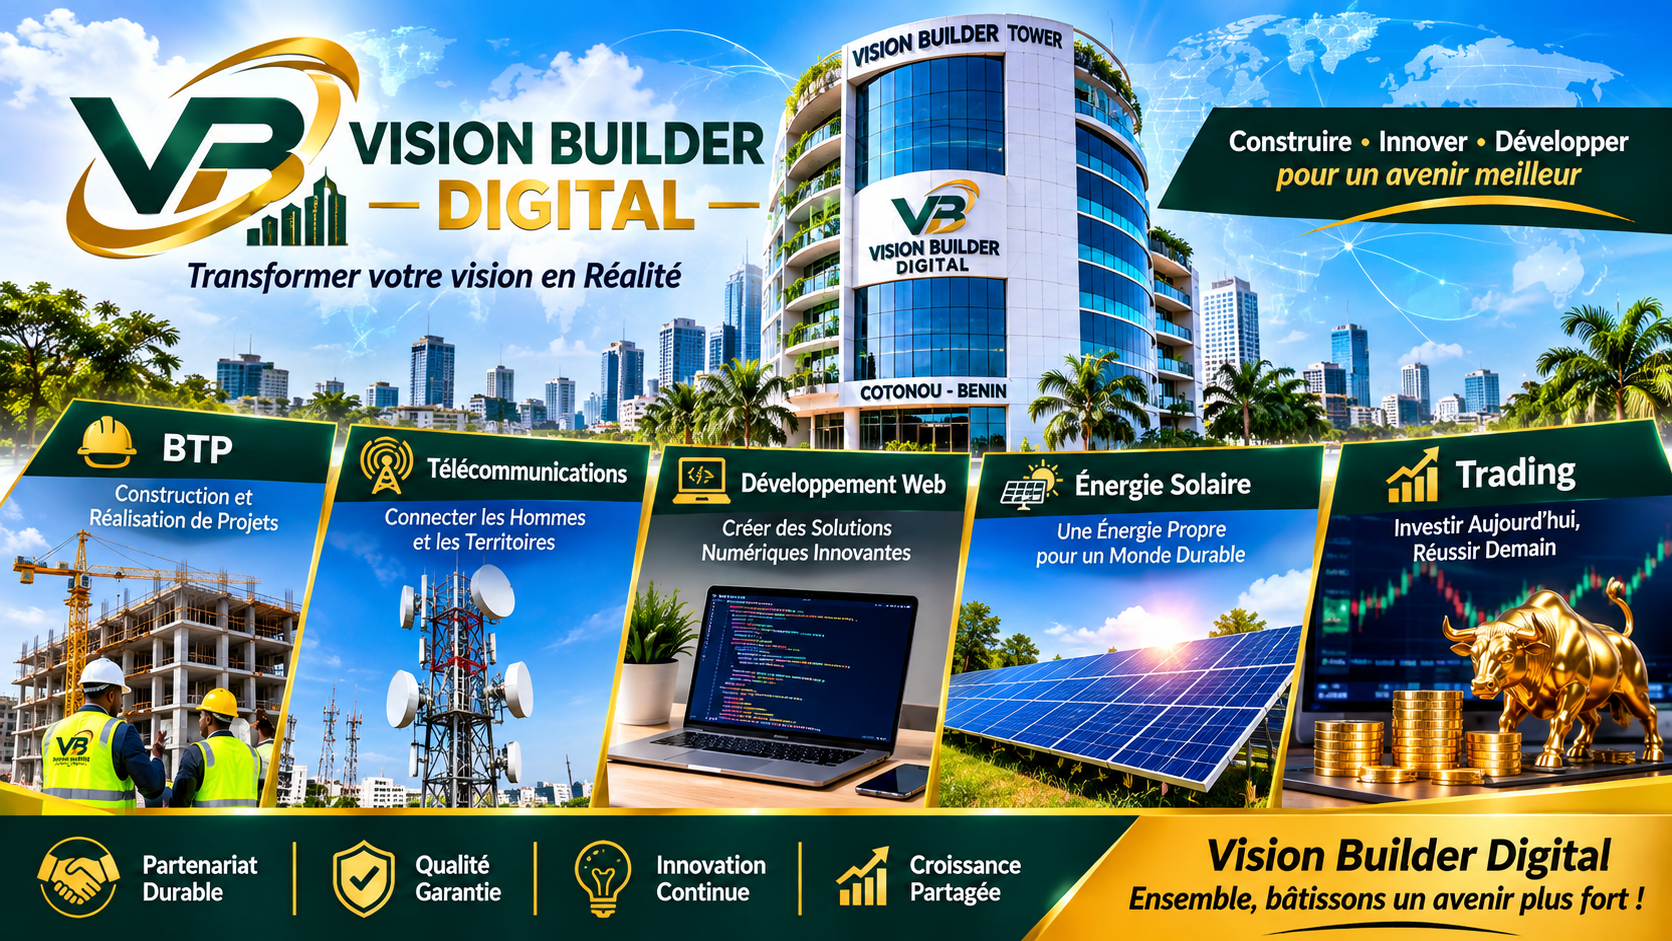 VB
VISION BUILDER
DIGITAL
Transformer votre vision en Réalité
VISION BUILDER TOWER
VB
VISION BUILDER
DIGITAL
COTONOU - BENIN
Construire • Innover • Développer
pour un avenir meilleur
BTP
Construction et
Réalisation de Projets
VB
Télécommunications
Connecter les Hommes
et les Territoires
Développement Web
Créer des Solutions
Numériques Innovantes
Énergie Solaire
Une Énergie Propre
pour un Monde Durable
Trading
Investir Aujourd'hui,
Réussir Demain
Partenariat
Durable
Qualité
Garantie
Innovation
Continue
Croissance
Partagée
Vision Builder Digital
Ensemble, bâtissons un avenir plus fort !